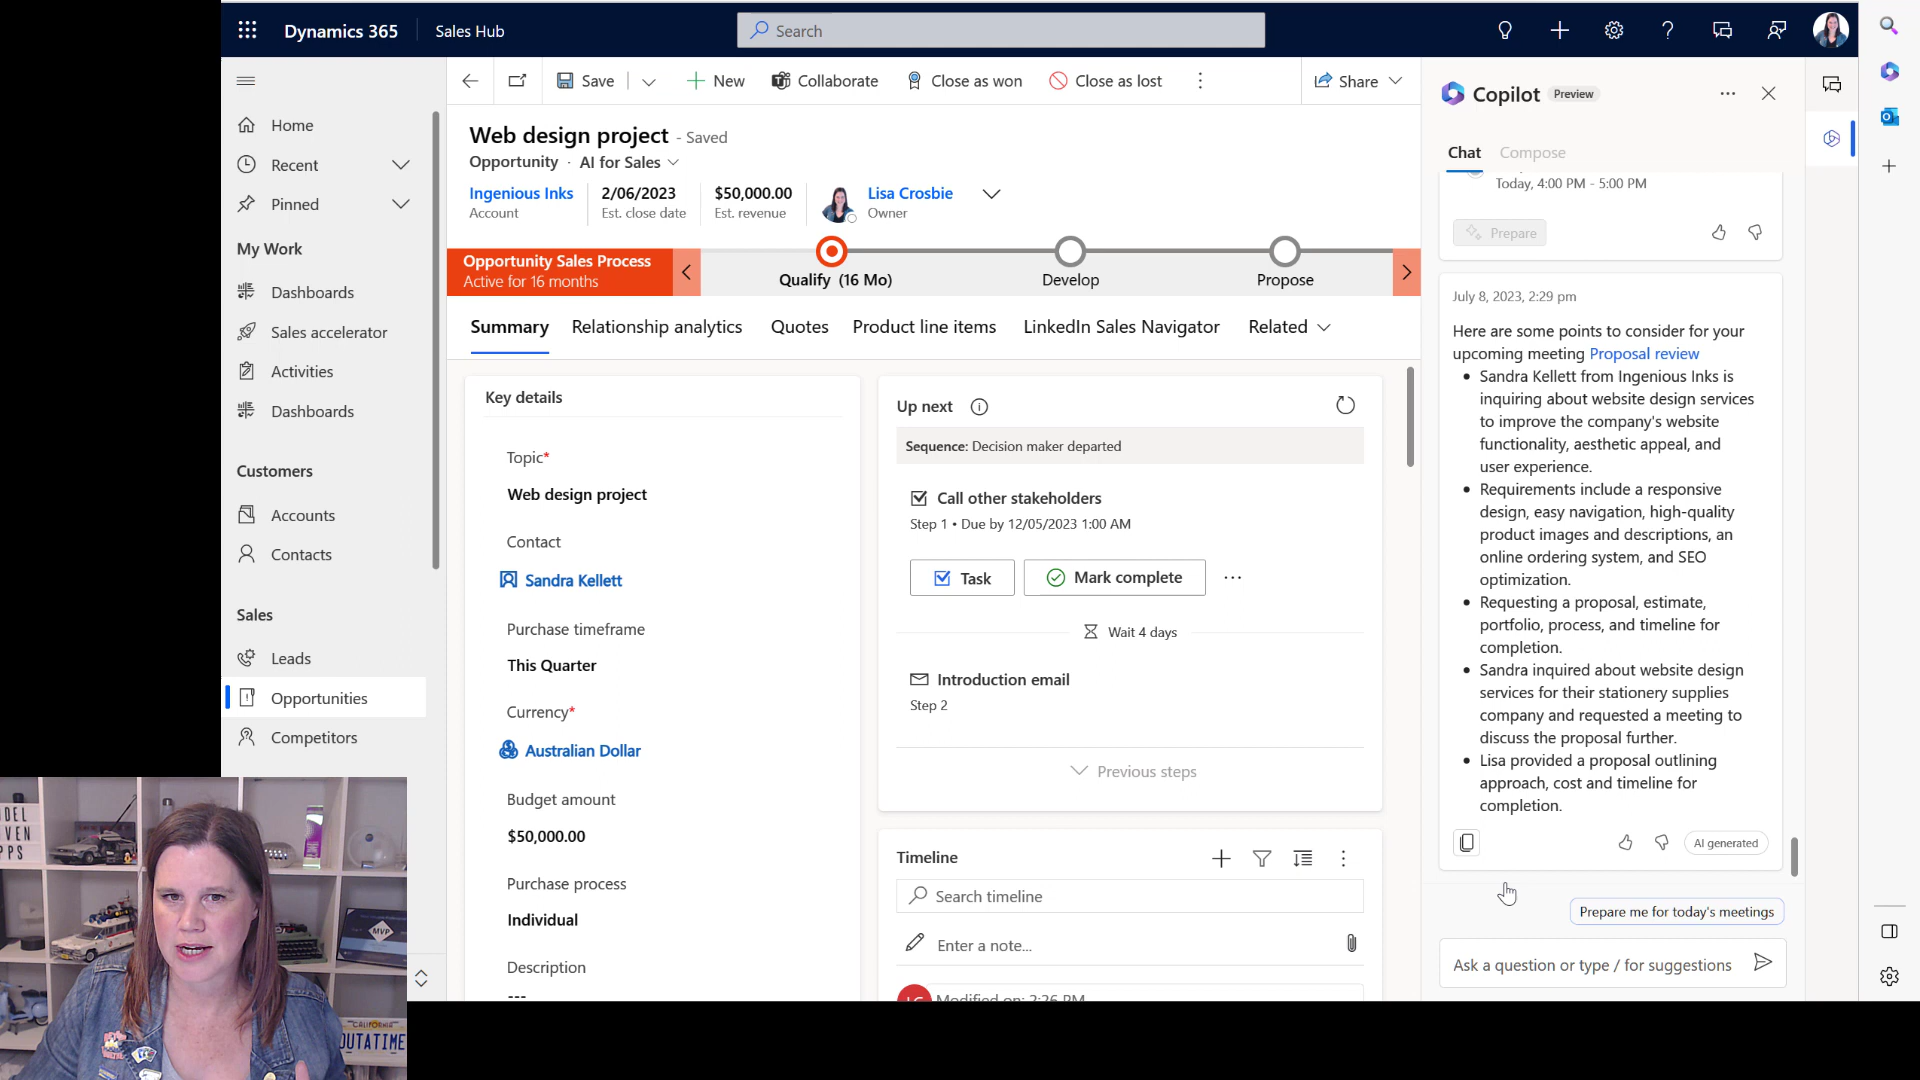 Dynamics 365
Sales Hub
Search
Home
Recent
Pinned
My Work
Dashboards
Sales accelerator
Activities
Dashboards
Customers
Accounts
Contacts
Sales
Leads
Opportunities
Competitors
Save
New
Collaborate
Close as won
Close as lost
Share
Web design project - Saved
Opportunity · AI for Sales
Ingenious Inks
Account
2/06/2023
Est. close date
$50,000.00
Est. revenue
Lisa Crosbie
Owner
Opportunity Sales Process
Active for 16 months
Qualify (16 Mo)
Develop
Propose
Summary
Relationship analytics
Quotes
Product line items
LinkedIn Sales Navigator
Related
Key details
Topic*
Web design project
Contact
Sandra Kellett
Purchase timeframe
This Quarter
Currency*
Australian Dollar
Budget amount
$50,000.00
Purchase process
Individual
Description
---
Up next
Sequence: Decision maker departed
Call other stakeholders
Step 1 • Due by 12/05/2023 1:00 AM
Task
Mark complete
Wait 4 days
Introduction email
Step 2
Previous steps
Timeline
Search timeline
Enter a note...
Modified on: 2:26 PM
Copilot
Preview
Chat
Compose
Today, 4:00 PM - 5:00 PM
Prepare
July 8, 2023, 2:29 pm
Here are some points to consider for your
upcoming meeting Proposal review
• Sandra Kellett from Ingenious Inks is
inquiring about website design services
to improve the company's website
functionality, aesthetic appeal, and
user experience.
• Requirements include a responsive
design, easy navigation, high-quality
product images and descriptions, an
online ordering system, and SEO
optimization.
• Requesting a proposal, estimate,
portfolio, process, and timeline for
completion.
• Sandra inquired about website design
services for their stationery supplies
company and requested a meeting to
discuss the proposal further.
• Lisa provided a proposal outlining
approach, cost and timeline for
completion.
AI generated
Prepare me for today's meetings
Ask a question or type / for suggestions
MVP
CALIFORNIA
OUTATIME